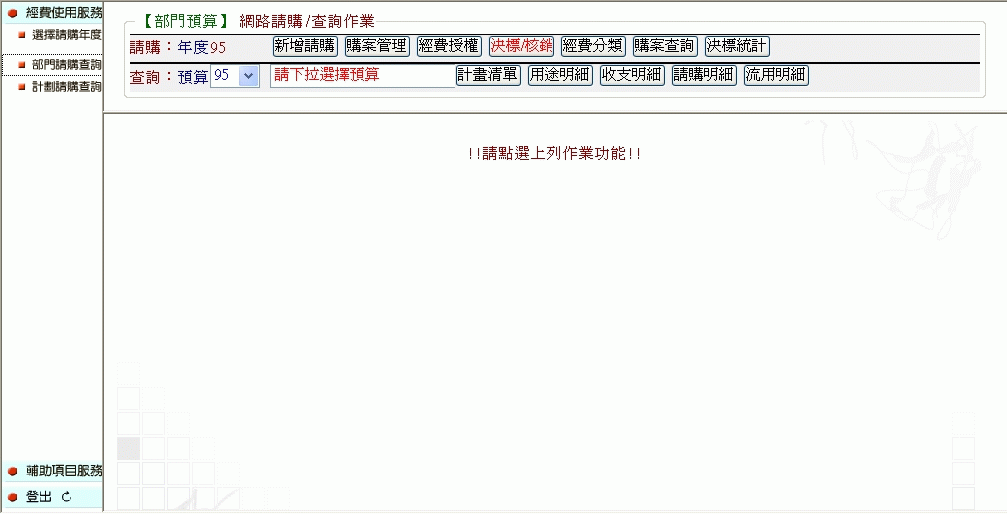 經費使用服務
選擇請購年度
部門請購查詢
計劃請購查詢
輔助項目服務
登出
【部門預算】 網路請購/查詢作業
請購：年度95 新增請購 購案管理 經費授權 決標/核銷 經費分類 購案查詢 決標統計
查詢：預算 95 請下拉選擇預算 計畫清單 用途明細 收支明細 請購明細 流用明細
!!請點選上列作業功能!!